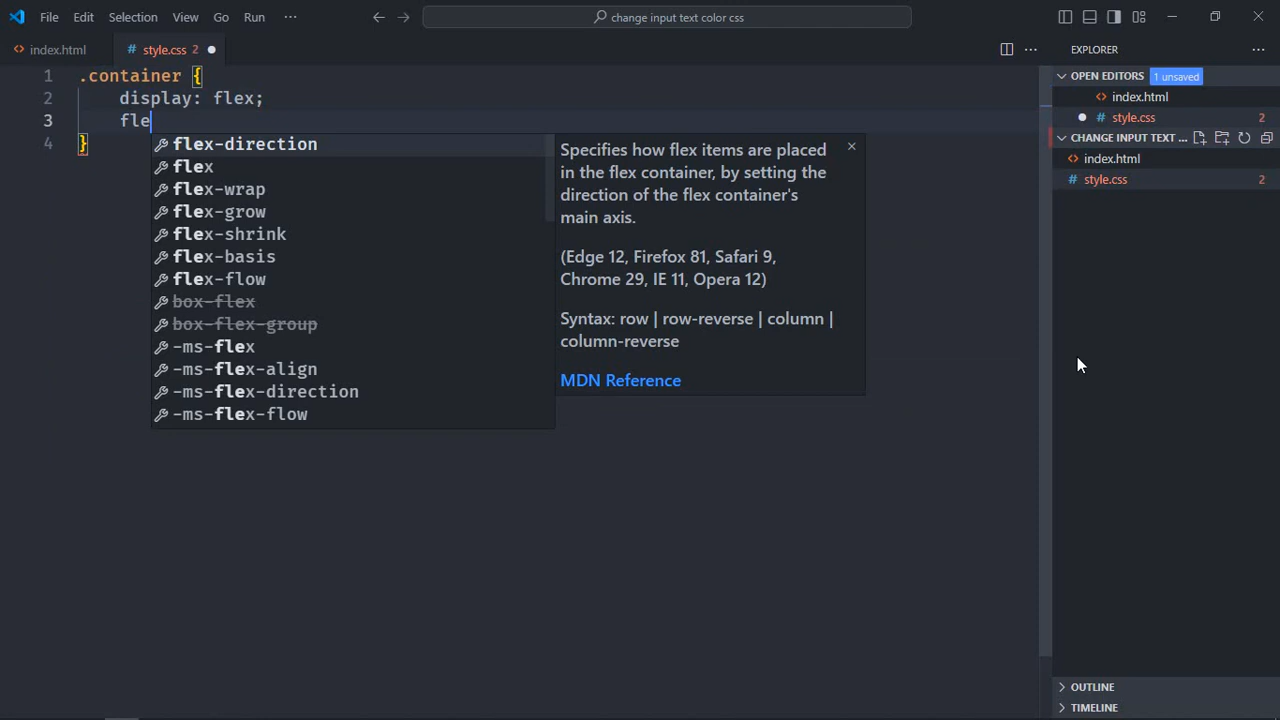 File Edit Selection View Go Run ···
change input text color css
index.html
# style.css 2
EXPLORER
1 .container {
2 display: flex;
3 fle
4 }
flex-direction
flex
flex-wrap
flex-grow
flex-shrink
flex-basis
flex-flow
box-flex
box-flex-group
-ms-flex
-ms-flex-align
-ms-flex-direction
-ms-flex-flow
Specifies how flex items are placed
in the flex container, by setting the
direction of the flex container's
main axis.
(Edge 12, Firefox 81, Safari 9,
Chrome 29, IE 11, Opera 12)
Syntax: row | row-reverse | column |
column-reverse
MDN Reference
OPEN EDITORS 1 unsaved
index.html
# style.css 2
CHANGE INPUT TEXT ...
index.html
# style.css 2
OUTLINE
TIMELINE